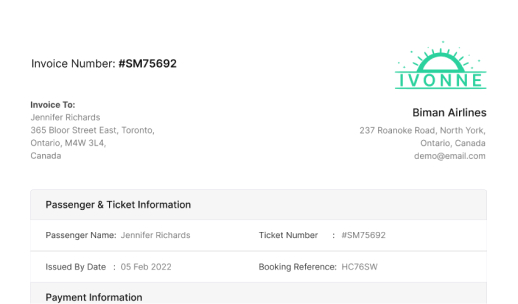 Invoice Number: #SM75692
IVONNE
Invoice To:
Jennifer Richards
365 Bloor Street East, Toronto,
Ontario, M4W 3L4,
Canada
Biman Airlines
237 Roanoke Road, North York,
Ontario, Canada
demo@email.com
Passenger & Ticket Information
Passenger Name: Jennifer Richards
Ticket Number : #SM75692
Issued By Date : 05 Feb 2022
Booking Reference: HC76SW
Payment Information